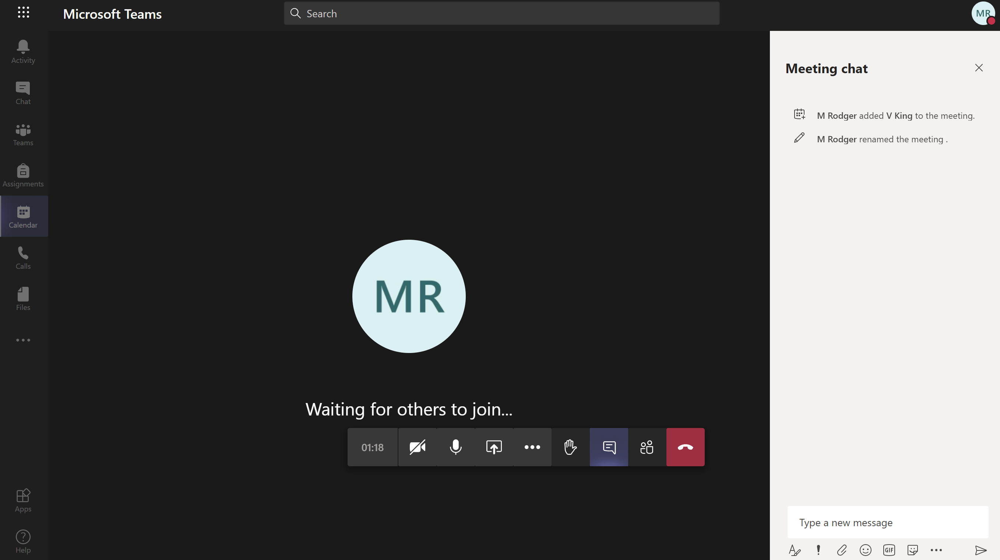 Microsoft Teams
Search
MR
Activity
Chat
Teams
Assignments
Calendar
Calls
Files
Apps
Help
MR
Waiting for others to join...
01:18
Meeting chat
M Rodger added V King to the meeting.
M Rodger renamed the meeting .
Type a new message
GIF